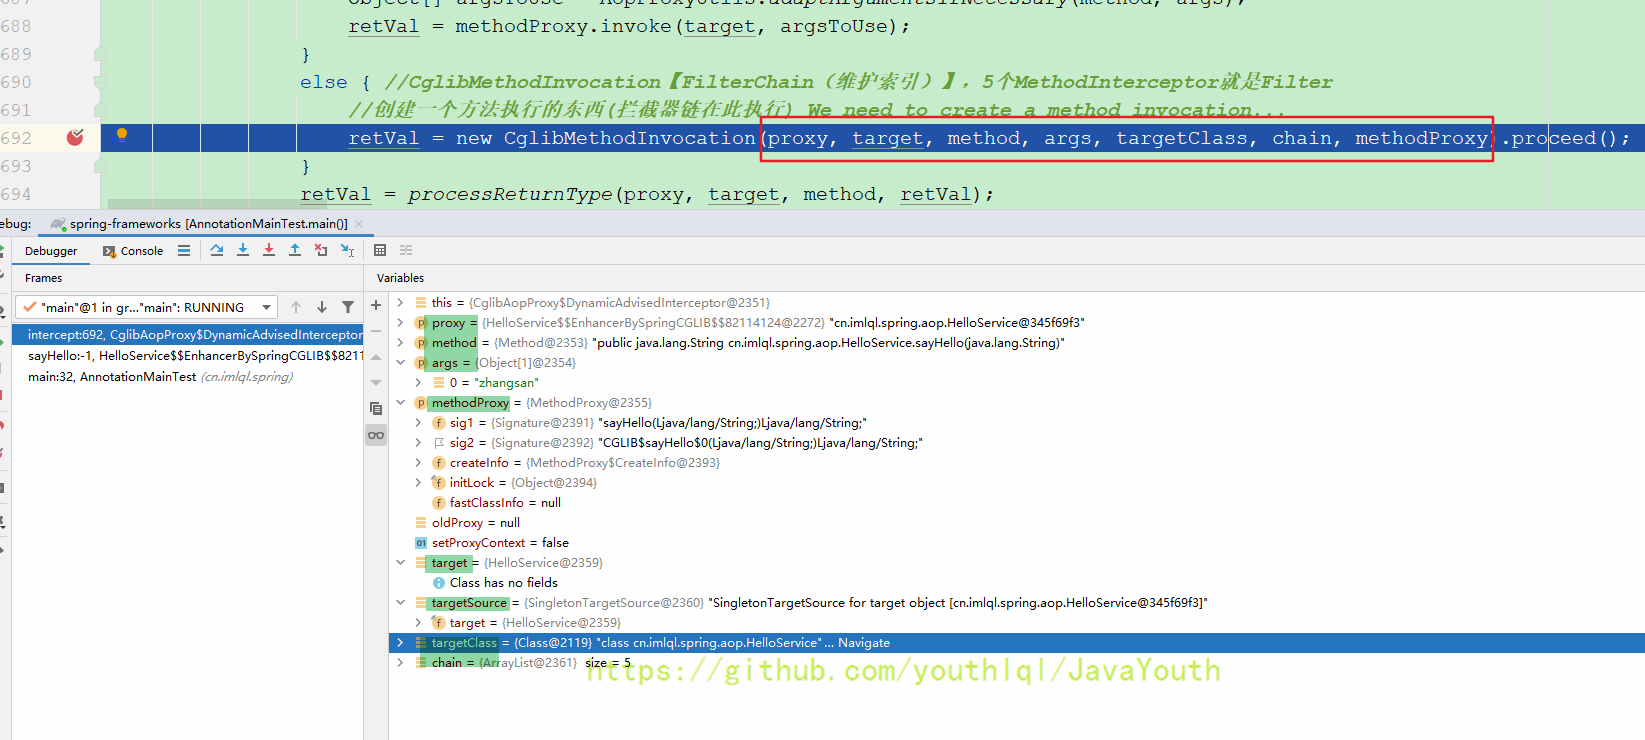 687 Object[] argsToUse = AopProxyUtils.adaptArgumentsIfNecessary(method, args);
688 retVal = methodProxy.invoke(target, argsToUse);
689 }
690 else { //CglibMethodInvocation【FilterChain（维护索引）】，5个MethodInterceptor就是Filter
691 //创建一个方法执行的东西(拦截器链在此执行) We need to create a method invocation...
692 retVal = new CglibMethodInvocation(proxy, target, method, args, targetClass, chain, methodProxy).proceed();
693 }
694 retVal = processReturnType(proxy, target, method, retVal);
ebug: spring-frameworks [AnnotationMainTest.main()]
Debugger Console
Frames
Variables
"main"@1 in gr..."main": RUNNING
intercept:692, CglibAopProxy$DynamicAdvisedInterceptor
sayHello:-1, HelloService$$EnhancerBySpringCGLIB$$8211
main:32, AnnotationMainTest (cn.imlql.spring)
this = {CglibAopProxy$DynamicAdvisedInterceptor@2351}
proxy = {HelloService$$EnhancerBySpringCGLIB$$82114124@2272} "cn.imlql.spring.aop.HelloService@345f69f3"
method = {Method@2353} "public java.lang.String cn.imlql.spring.aop.HelloService.sayHello(java.lang.String)"
args = {Object[1]@2354}
0 = "zhangsan"
methodProxy = {MethodProxy@2355}
sig1 = {Signature@2391} "sayHello(Ljava/lang/String;)Ljava/lang/String;"
sig2 = {Signature@2392} "CGLIB$sayHello$0(Ljava/lang/String;)Ljava/lang/String;"
createInfo = {MethodProxy$CreateInfo@2393}
initLock = {Object@2394}
fastClassInfo = null
oldProxy = null
setProxyContext = false
target = {HelloService@2359}
Class has no fields
targetSource = {SingletonTargetSource@2360} "SingletonTargetSource for target object [cn.imlql.spring.aop.HelloService@345f69f3]"
target = {HelloService@2359}
targetClass = {Class@2119} "class cn.imlql.spring.aop.HelloService"... Navigate
chain = {ArrayList@2361} size = 5
https://github.com/youthlql/JavaYouth